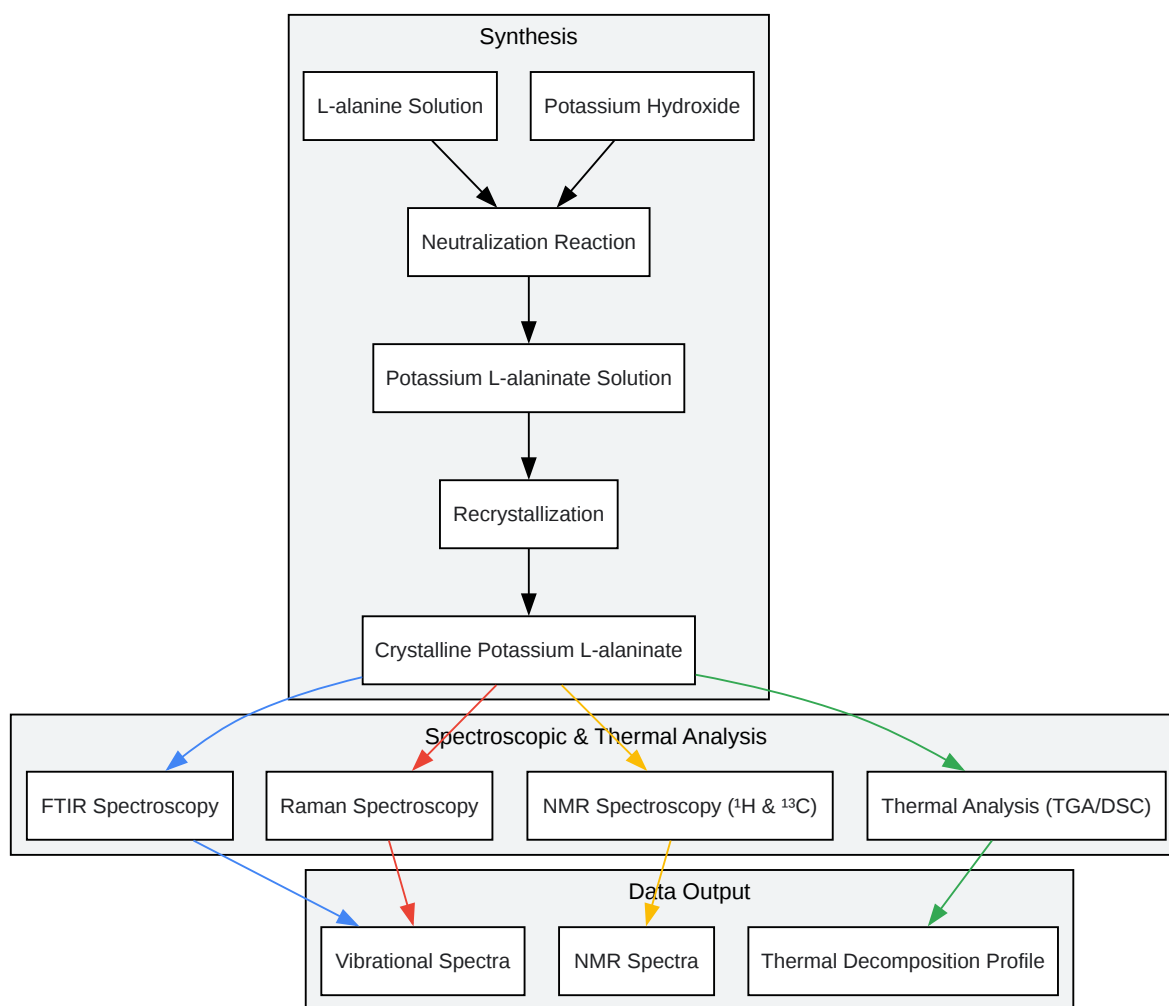 Synthesis
L-alanine Solution
Potassium Hydroxide
Neutralization Reaction
Potassium L-alaninate Solution
Recrystallization
Crystalline Potassium L-alaninate
Spectroscopic & Thermal Analysis
FTIR Spectroscopy
Raman Spectroscopy
NMR Spectroscopy (¹H & ¹³C)
Thermal Analysis (TGA/DSC)
Data Output
Vibrational Spectra
NMR Spectra
Thermal Decomposition Profile